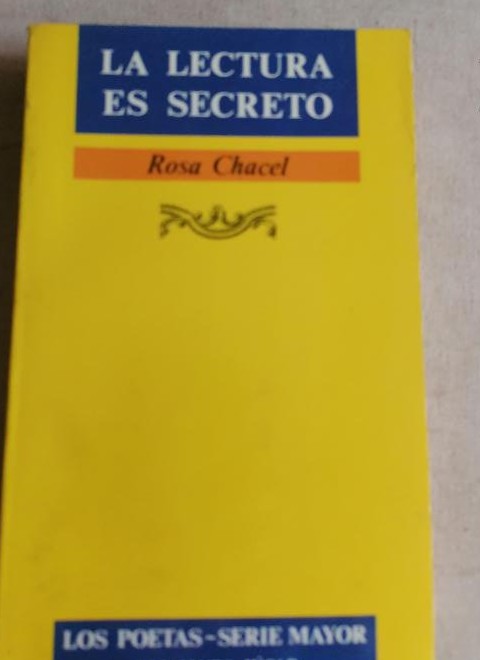 LA LECTURA
ES SECRETO
Rosa Chacel
LOS POETAS-SERIE MAYOR